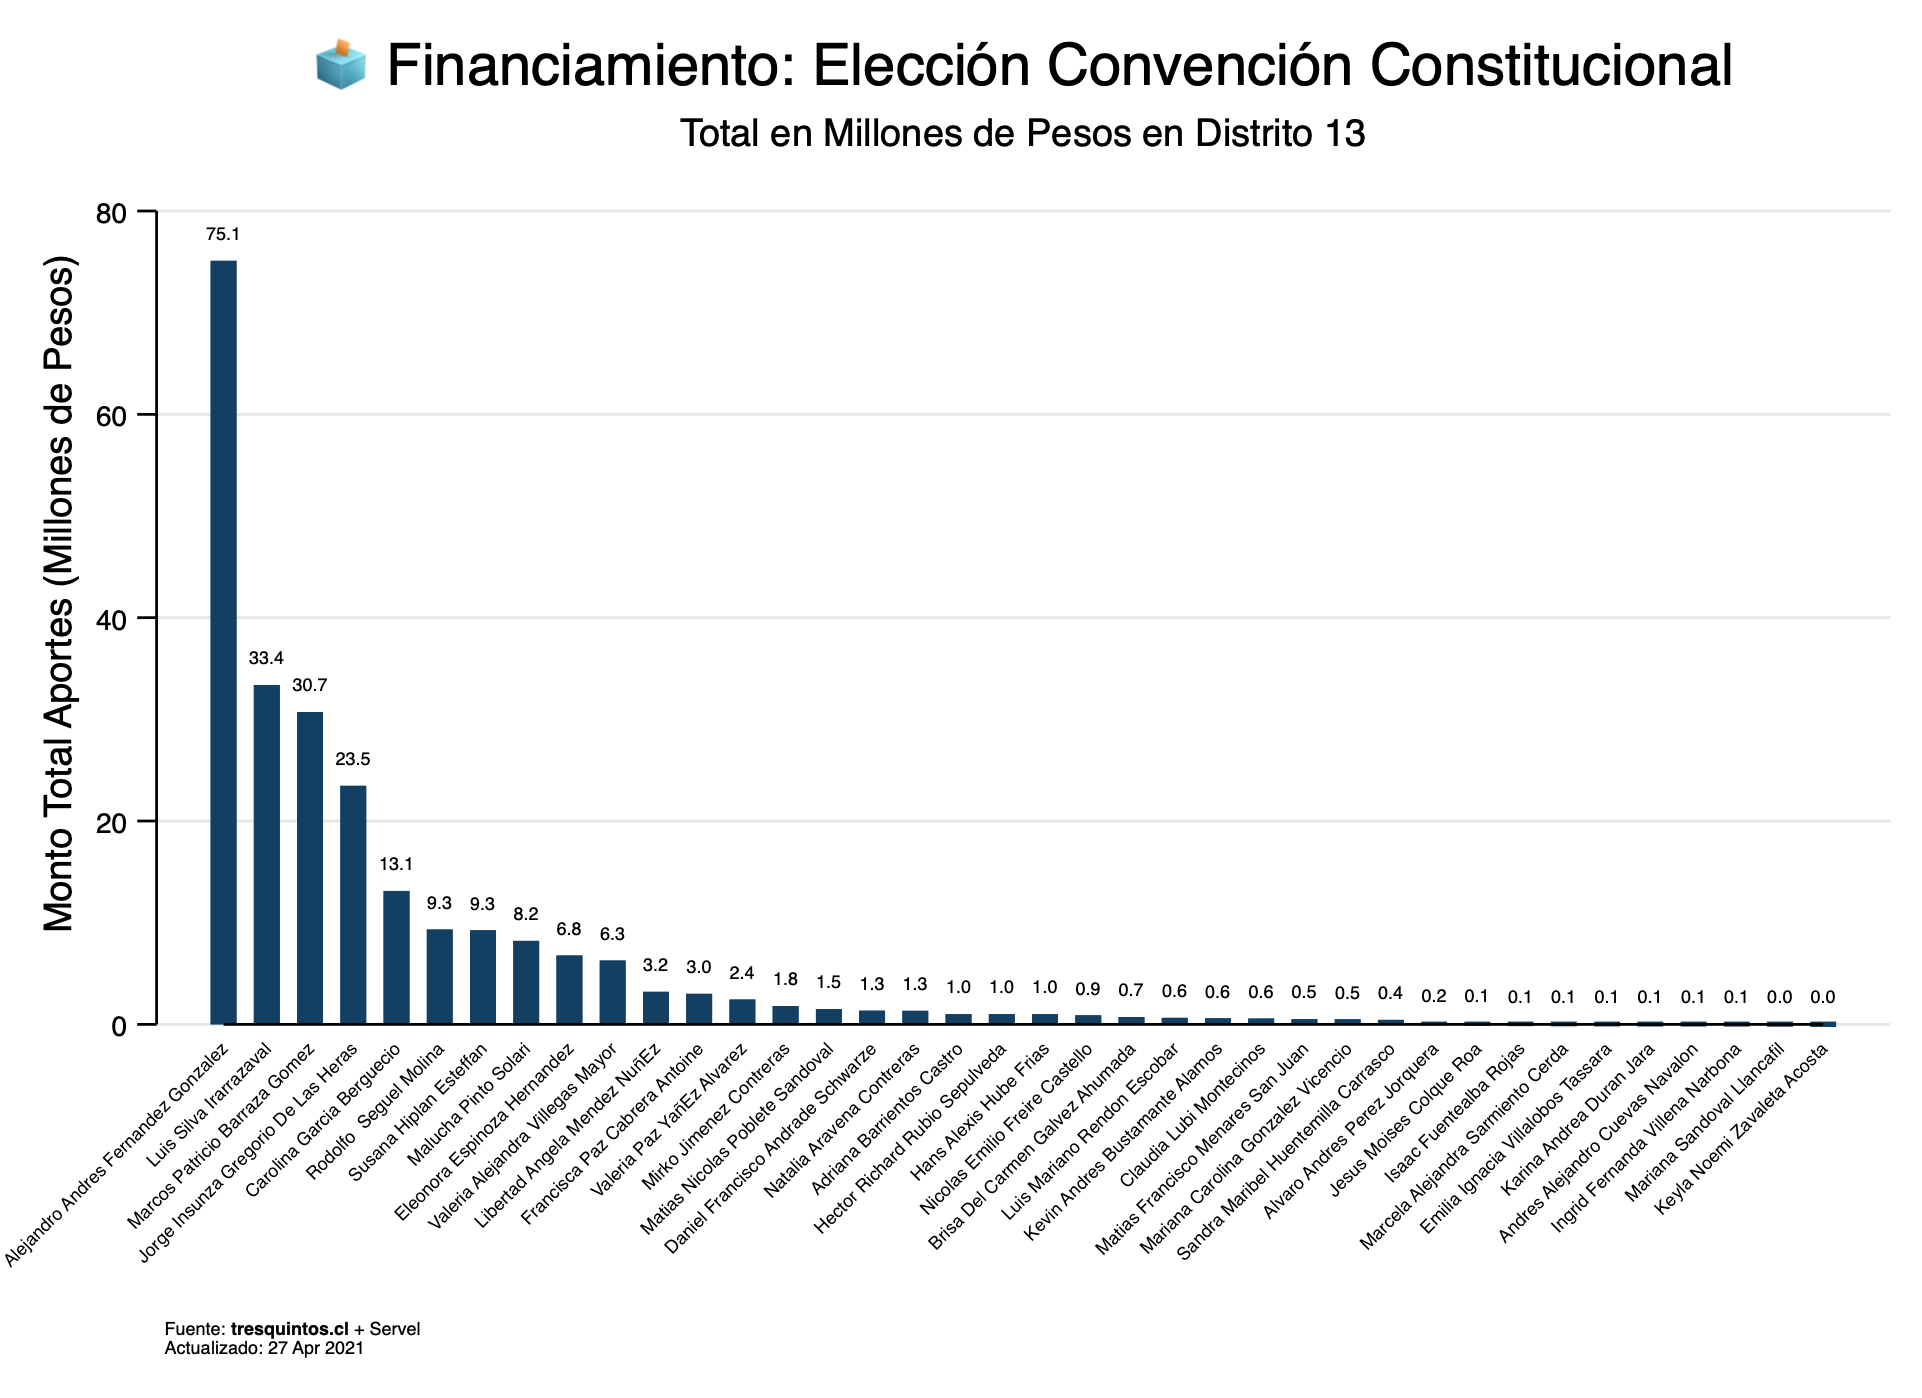 Financiamiento: Elección Convención Constitucional
Total en Millones de Pesos en Distrito 13
Monto Total Aportes (Millones de Pesos)
80
60
40
20
0
75.1
33.4
30.7
23.5
13.1
9.3
9.3
8.2
6.8
6.3
3.2
3.0
2.4
1.8
1.5
1.3
1.3
1.0
1.0
1.0
0.9
0.7
0.6
0.6
0.6
0.5
0.5
0.4
0.2
0.1
0.1
0.1
0.1
0.1
0.1
0.1
0.0
0.0
Alejandro Andres Fernandez Gonzalez
Luis Silva Irarrazaval
Marcos Patricio Barraza Gomez
Jorge Insunza Gregorio De Las Heras
Carolina Garcia Berguecio
Rodolfo Seguel Molina
Susana Hiplan Esteffan
Malucha Pinto Solari
Eleonora Espinoza Hernandez
Valeria Alejandra Villegas Mayor
Libertad Angela Mendez NuñEz
Francisca Paz Cabrera Antoine
Valeria Paz YañEz Alvarez
Mirko Jimenez Contreras
Matias Nicolas Poblete Sandoval
Daniel Francisco Andrade Schwarze
Natalia Aravena Contreras
Adriana Barrientos Castro
Hector Richard Rubio Sepulveda
Hans Alexis Hube Frias
Nicolas Emilio Freire Castello
Brisa Del Carmen Galvez Ahumada
Luis Mariano Rendon Escobar
Kevin Andres Bustamante Alamos
Claudia Lubi Montecinos
Matias Francisco Menares San Juan
Mariana Carolina Gonzalez Vicencio
Sandra Maribel Huentemilla Carrasco
Alvaro Andres Perez Jorquera
Jesus Moises Colque Roa
Isaac Fuentealba Rojas
Marcela Alejandra Sarmiento Cerda
Emilia Ignacia Villalobos Tassara
Karina Andrea Duran Jara
Andres Alejandro Cuevas Navalon
Ingrid Fernanda Villena Narbona
Mariana Sandoval Llancafil
Keyla Noemi Zavaleta Acosta
Fuente: tresquintos.cl + Servel
Actualizado: 27 Apr 2021